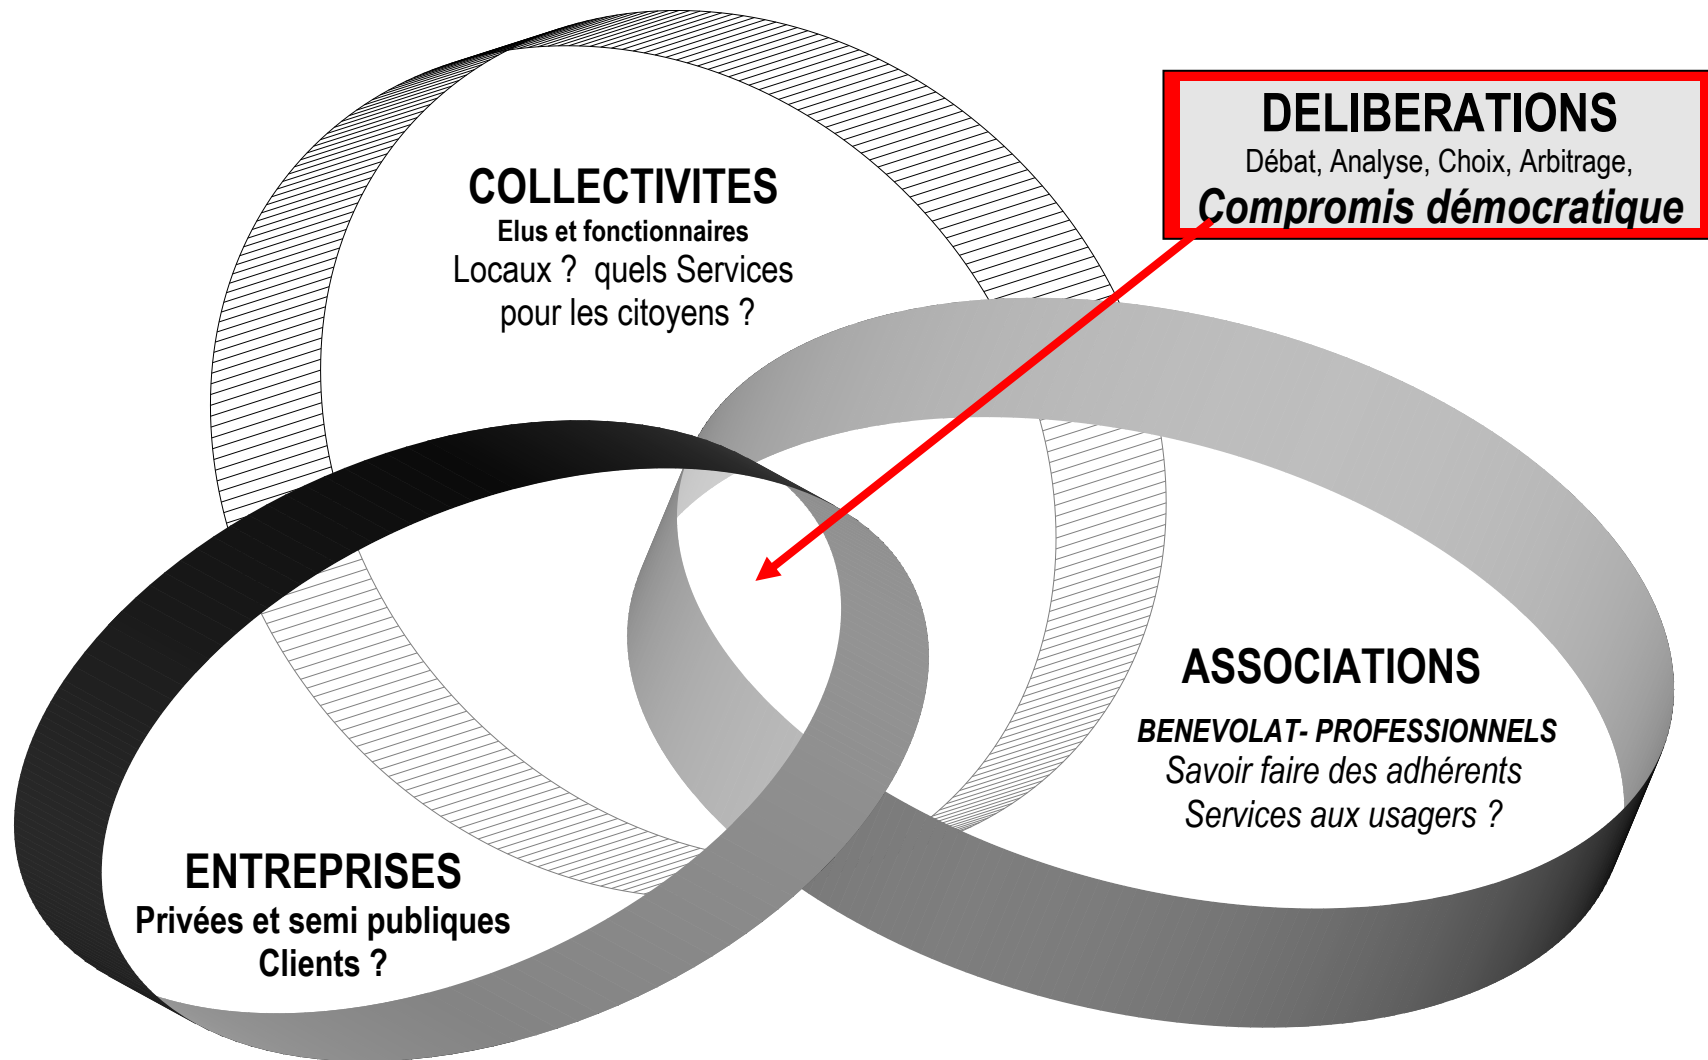 COLLECTIVITES
Elus et fonctionnaires
Locaux ? quels Services
pour les citoyens ?
DELIBERATIONS
Débat, Analyse, Choix, Arbitrage,
Compromis démocratique
ASSOCIATIONS
BENEVOLAT- PROFESSIONNELS
Savoir faire des adhérents
Services aux usagers ?
ENTREPRISES
Privées et semi publiques
Clients ?